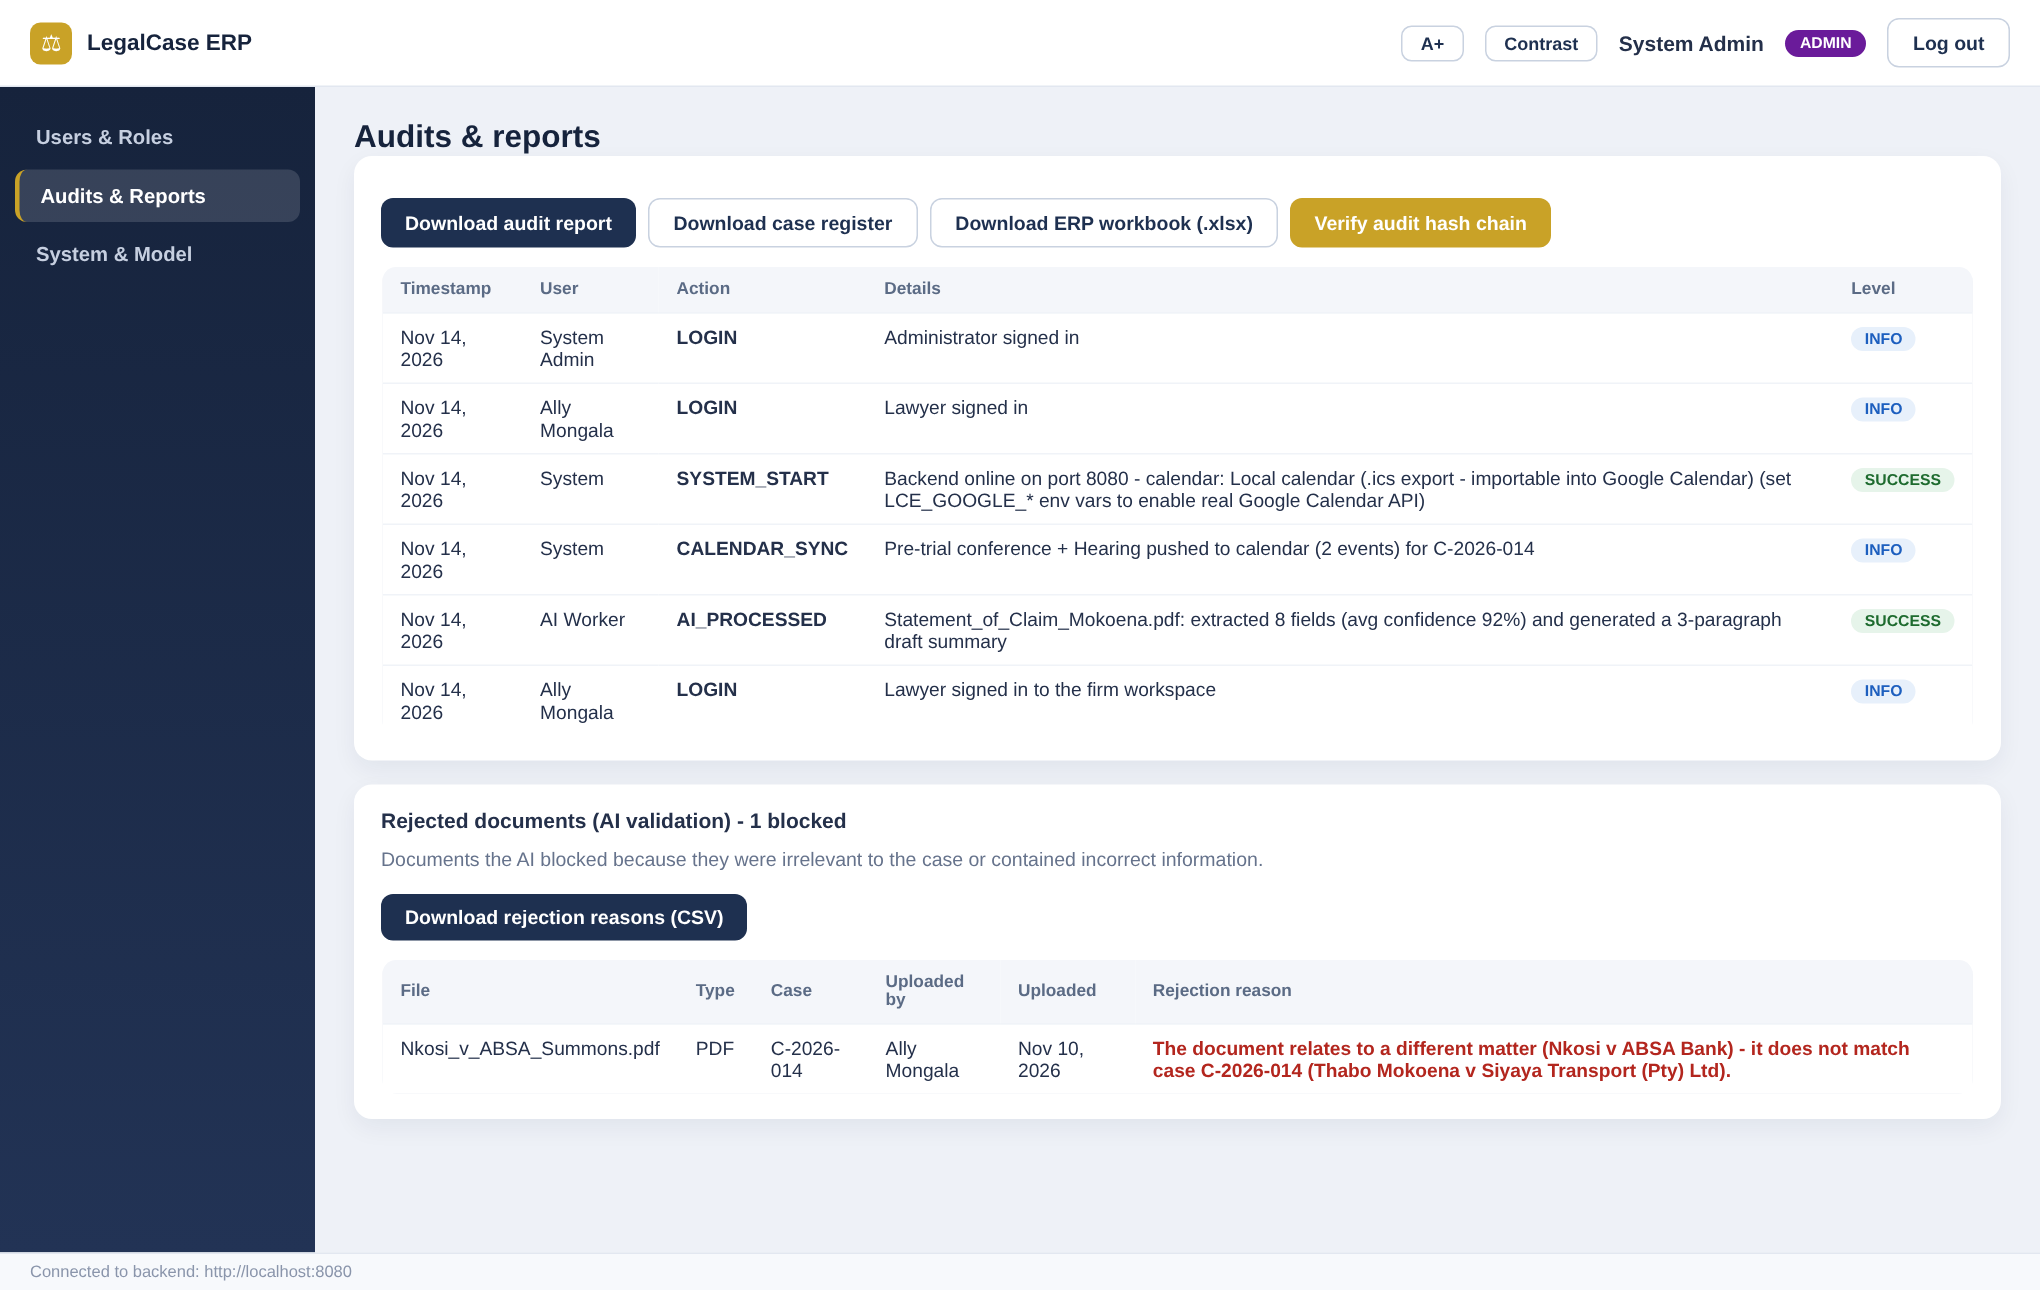 LegalCase ERP
A+
Contrast
System Admin
ADMIN
Log out
Users & Roles
Audits & Reports
System & Model
Audits & reports
Download audit report
Download case register
Download ERP workbook (.xlsx)
Verify audit hash chain
Timestamp User Action Details Level
Nov 14, System LOGIN Administrator signed in INFO
2026 Admin
Nov 14, Ally LOGIN Lawyer signed in INFO
2026 Mongala
Nov 14, System SYSTEM_START Backend online on port 8080 - calendar: Local calendar (.ics export - importable into Google Calendar) (set SUCCESS
2026 LCE_GOOGLE_* env vars to enable real Google Calendar API)
Nov 14, System CALENDAR_SYNC Pre-trial conference + Hearing pushed to calendar (2 events) for C-2026-014 INFO
2026
Nov 14, AI Worker AI_PROCESSED Statement_of_Claim_Mokoena.pdf: extracted 8 fields (avg confidence 92%) and generated a 3-paragraph SUCCESS
2026 draft summary
Nov 14, Ally LOGIN Lawyer signed in to the firm workspace INFO
2026 Mongala
Rejected documents (AI validation) - 1 blocked
Documents the AI blocked because they were irrelevant to the case or contained incorrect information.
Download rejection reasons (CSV)
File Type Case Uploaded by Uploaded Rejection reason
Nkosi_v_ABSA_Summons.pdf PDF C-2026- Ally Nov 10, The document relates to a different matter (Nkosi v ABSA Bank) - it does not match
014 Mongala 2026 case C-2026-014 (Thabo Mokoena v Siyaya Transport (Pty) Ltd).
Connected to backend: http://localhost:8080